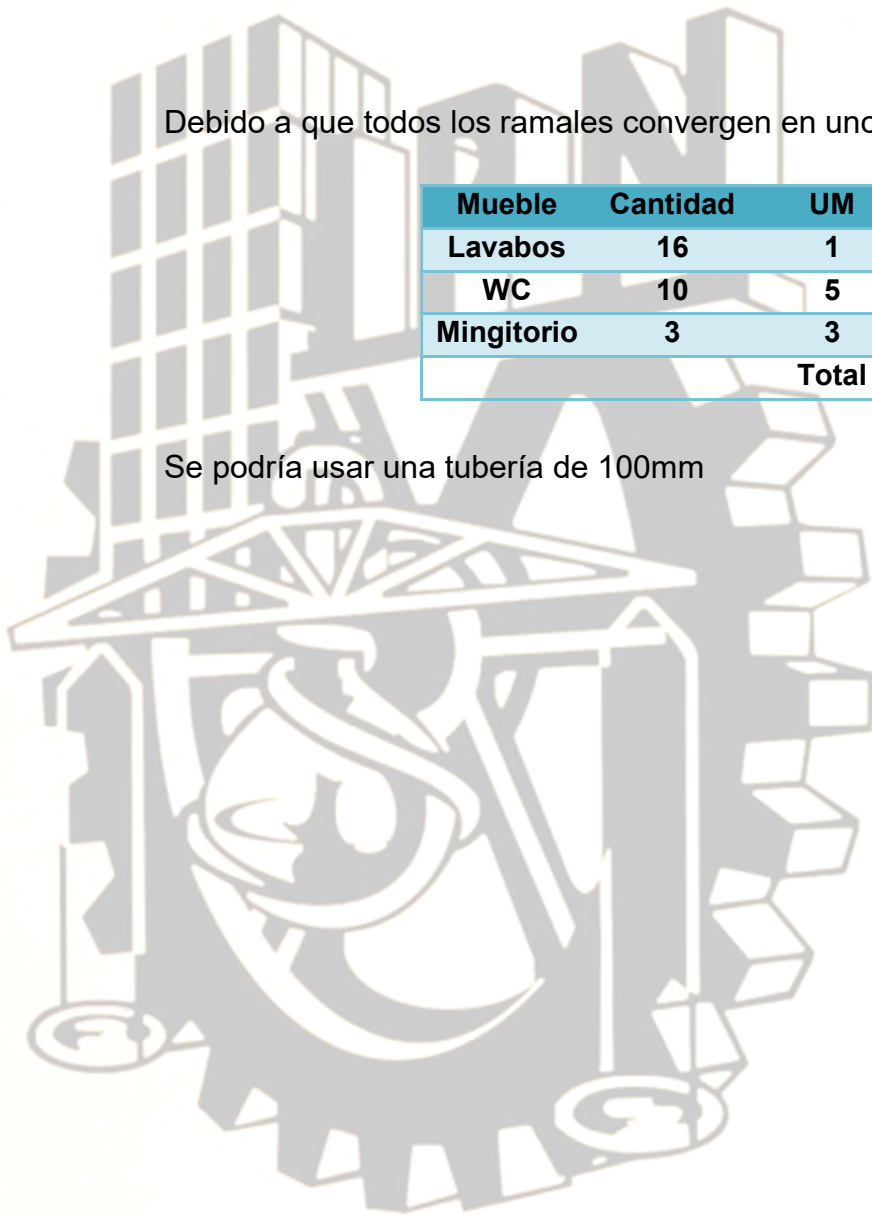 Debido a que todos los ramales convergen en uno
Mueble Cantidad UM
Lavabos 16 1
WC 10 5
Mingitorio 3 3
Total
Se podría usar una tubería de 100mm